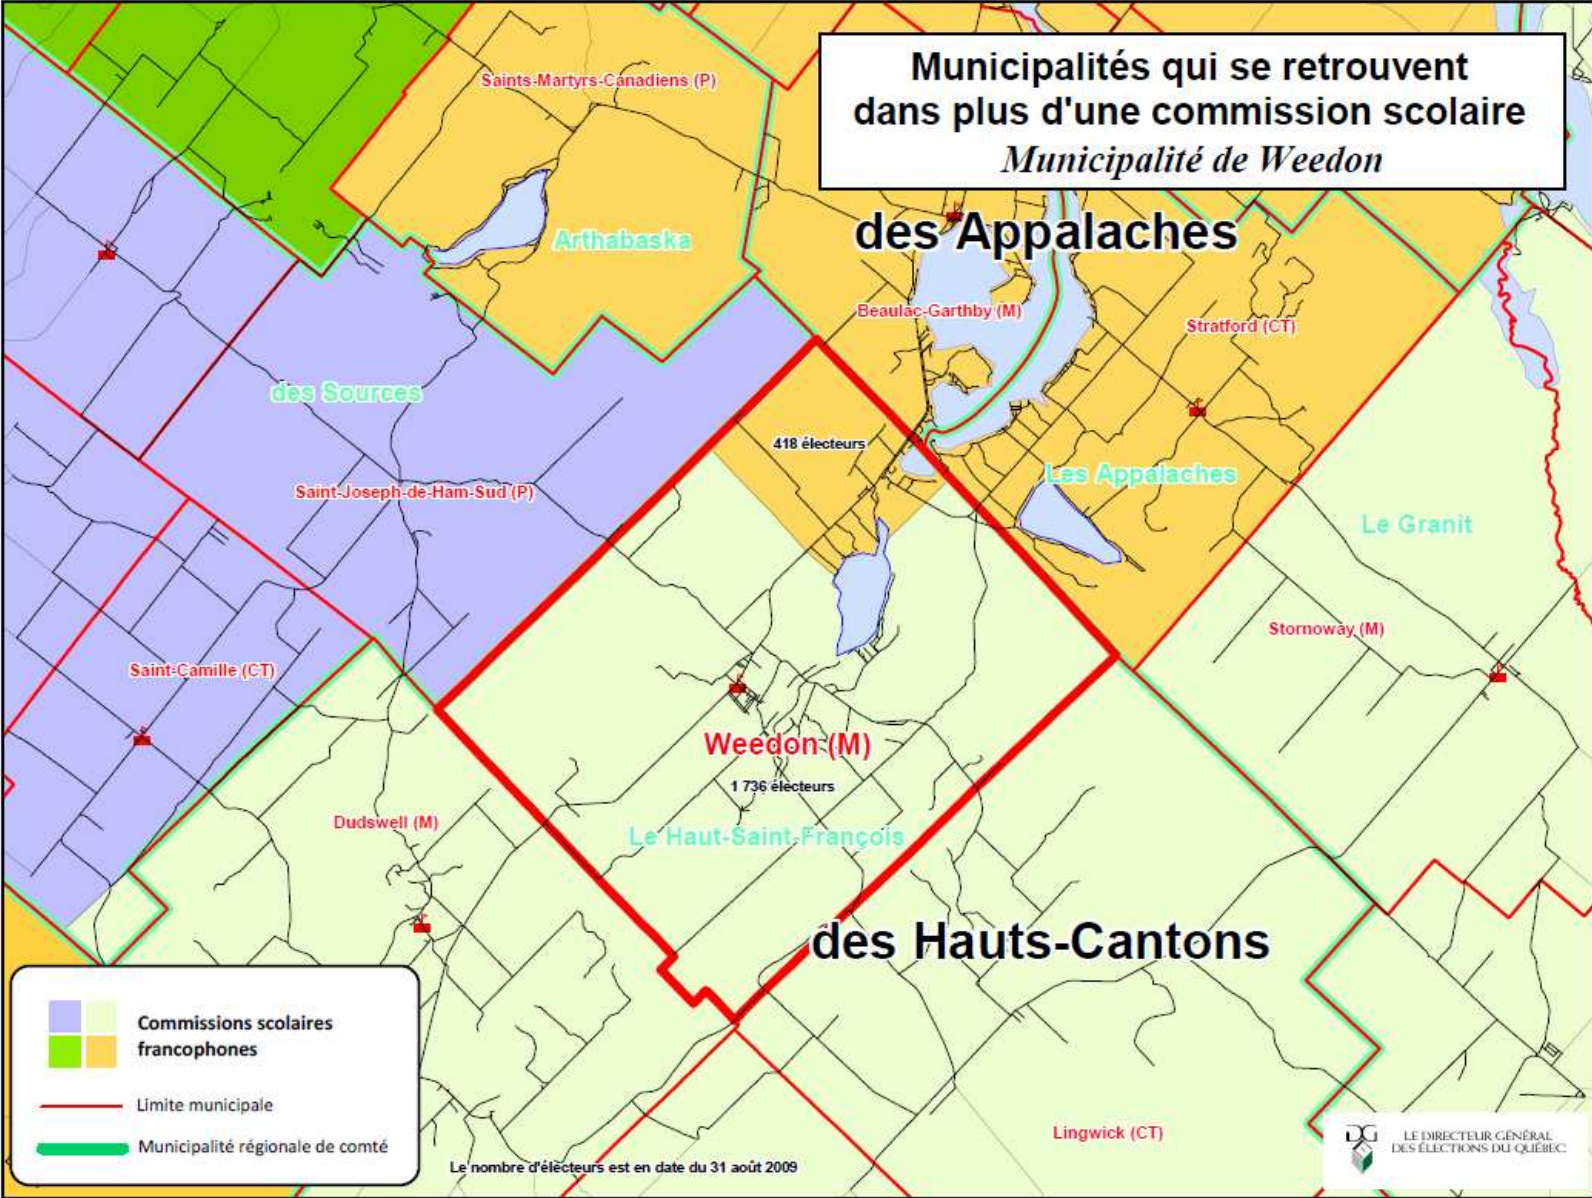 Municipalités qui se retrouvent
dans plus d'une commission scolaire
Municipalité de Weedon
Saints-Martyrs-Canadiens (P)
des Appalaches
Arthabaska
Beaulac-Garthby (M)
Stratford (CT)
des Sources
418 électeurs
Les Appalaches
Saint-Joseph-de-Ham-Sud (P)
Le Granit
Stornoway (M)
Saint-Camille (CT)
Weedon (M)
1 736 électeurs
Dudswell (M)
Le Haut-Saint-François
des Hauts-Cantons
Commissions scolaires
francophones
Limite municipale
Municipalité régionale de comté
Lingwick (CT)
Le nombre d'électeurs est en date du 31 août 2009
DG
LE DIRECTEUR GÉNÉRAL
DES ÉLECTIONS DU QUÉBEC